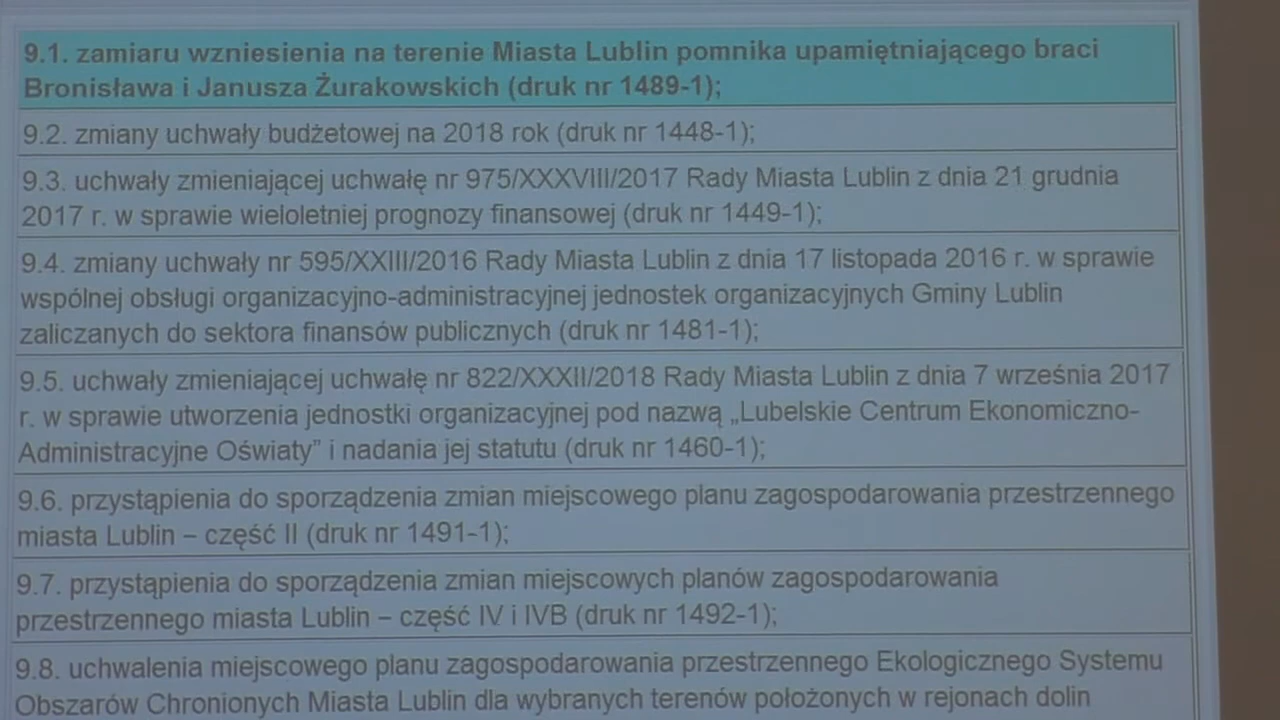 9.1. zamiaru wzniesienia na terenie Miasta Lublin pomnika upamiętniającego braci
Bronisława i Janusza Żurakowskich (druk nr 1489-1);
9.2. zmiany uchwały budżetowej na 2018 rok (druk nr 1448-1);
9.3. uchwały zmieniającej uchwałę nr 975/XXXVIII/2017 Rady Miasta Lublin z dnia 21 grudnia
2017 r. w sprawie wieloletniej prognozy finansowej (druk nr 1449-1);
9.4. zmiany uchwały nr 595/XXIII/2016 Rady Miasta Lublin z dnia 17 listopada 2016 r. w sprawie
wspólnej obsługi organizacyjno-administracyjnej jednostek organizacyjnych Gminy Lublin
zaliczanych do sektora finansów publicznych (druk nr 1481-1);
9.5. uchwały zmieniającej uchwałę nr 822/XXXII/2018 Rady Miasta Lublin z dnia 7 września 2017
r. w sprawie utworzenia jednostki organizacyjnej pod nazwą „Lubelskie Centrum Ekonomiczno-
Administracyjne Oświaty” i nadania jej statutu (druk nr 1460-1);
9.6. przystąpienia do sporządzenia zmian miejscowego planu zagospodarowania przestrzennego
miasta Lublin – część II (druk nr 1491-1);
9.7. przystąpienia do sporządzenia zmian miejscowych planów zagospodarowania
przestrzennego miasta Lublin – część IV i IVB (druk nr 1492-1);
9.8. uchwalenia miejscowego planu zagospodarowania przestrzennego Ekologicznego Systemu
Obszarów Chronionych Miasta Lublin dla wybranych terenów położonych w rejonach dolin